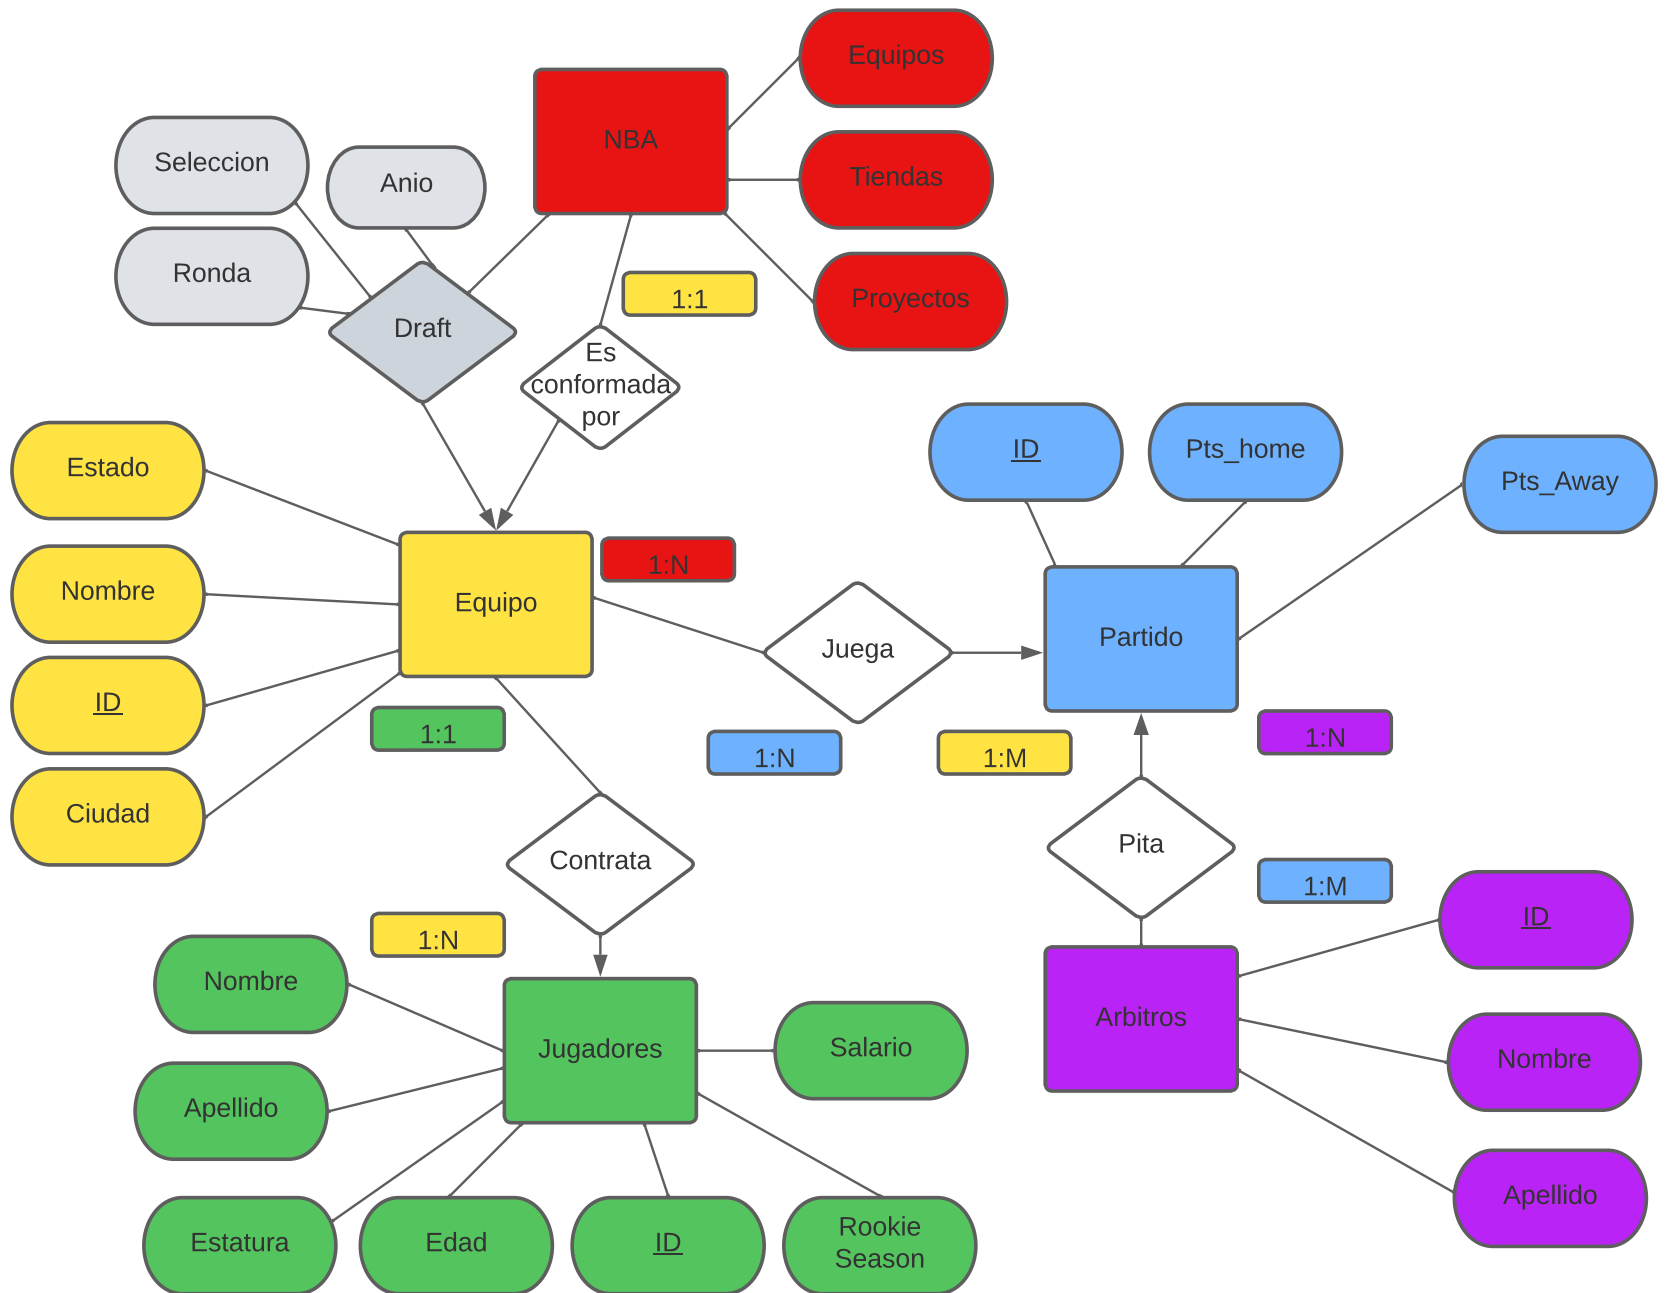 Equipos
NBA
Seleccion
Anio
Tiendas
Ronda
Proyectos
1:1
Draft
Es
conformada
por
Estado
ID
Pts_home
Pts_Away
1:N
Nombre
Equipo
Juega
Partido
ID
1:1
1:N
1:M
1:N
Ciudad
Contrata
Pita
1:M
1:N
ID
Nombre
Jugadores
Salario
Arbitros
Nombre
Apellido
Apellido
Estatura
Edad
ID
Rookie
Season